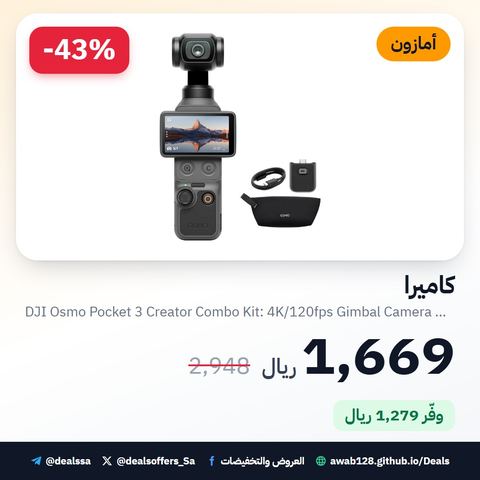 -43%
أمازون
كاميرا
DJI Osmo Pocket 3 Creator Combo Kit: 4K/120fps Gimbal Camera ...
1,669 ريال 2,948
وفّر 1,279 ريال
@dealssa @dealsoffers_Sa العروض والتخفيضات awab128.github.io/Deals